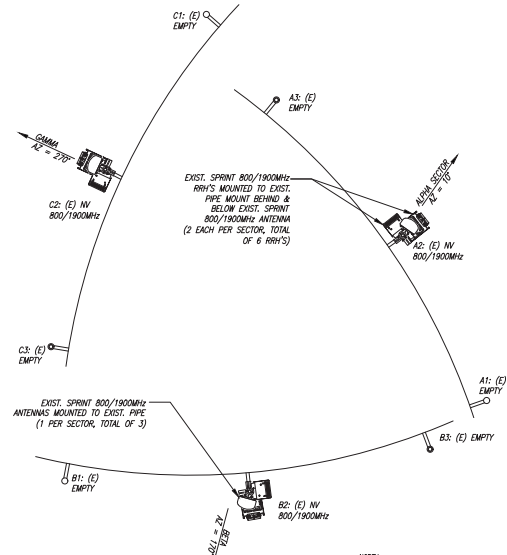 C1: (E)
EMPTY
A3: (E)
EMPTY
GAMMA
AZ = 270°
ALPHA SECTOR
AZ = 10°
EXIST. SPRINT 800/1900MHz
RRH'S MOUNTED TO EXIST.
PIPE MOUNT BEHIND &
BELOW EXIST. SPRINT
800/1900MHz ANTENNA
(2 EACH PER SECTOR, TOTAL
OF 6 RRH'S)
C2: (E) NV
800/1900MHz
A2: (E) NV
800/1900MHz
C3: (E)
EMPTY
A1: (E)
EMPTY
EXIST. SPRINT 800/1900MHz
ANTENNAS MOUNTED TO EXIST. PIPE
(1 PER SECTOR, TOTAL OF 3)
B3: (E) EMPTY
B1: (E)
EMPTY
B2: (E) NV
800/1900MHz
BETA
AZ = 170°